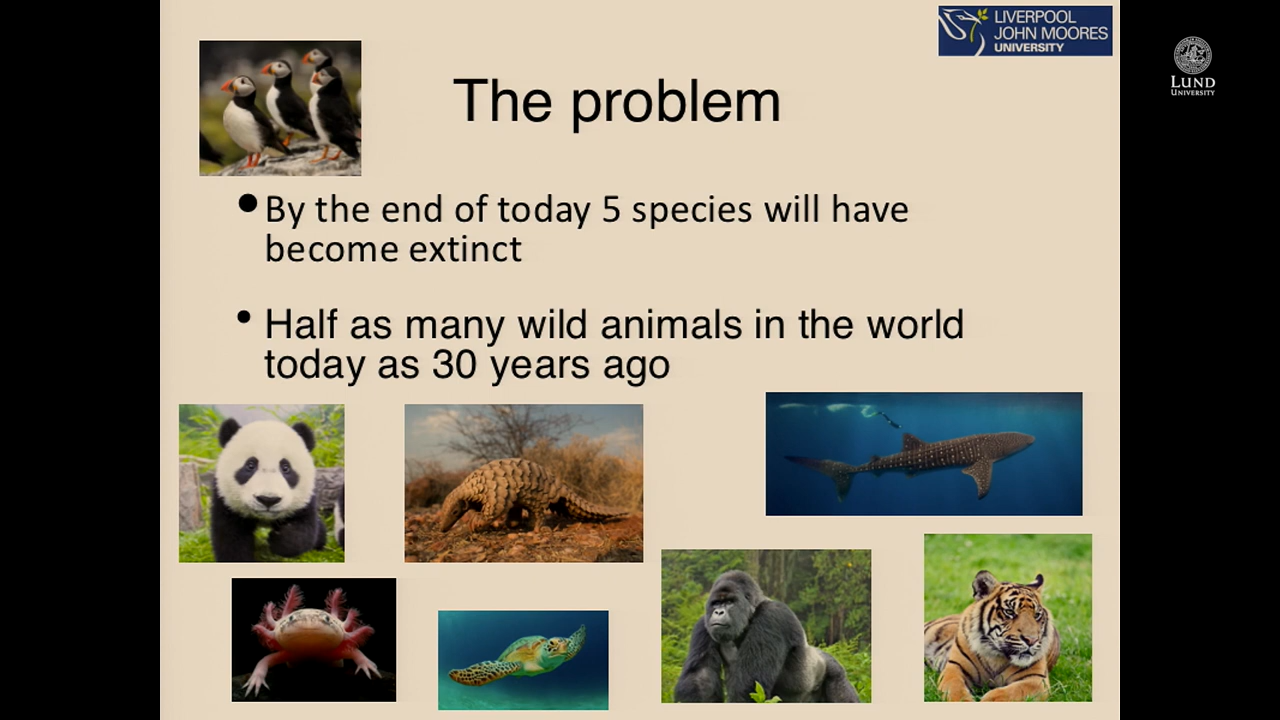 LIVERPOOL
JOHN MOORES
UNIVERSITY
LUND
UNIVERSITY
The problem
• By the end of today 5 species will have
become extinct
• Half as many wild animals in the world
today as 30 years ago